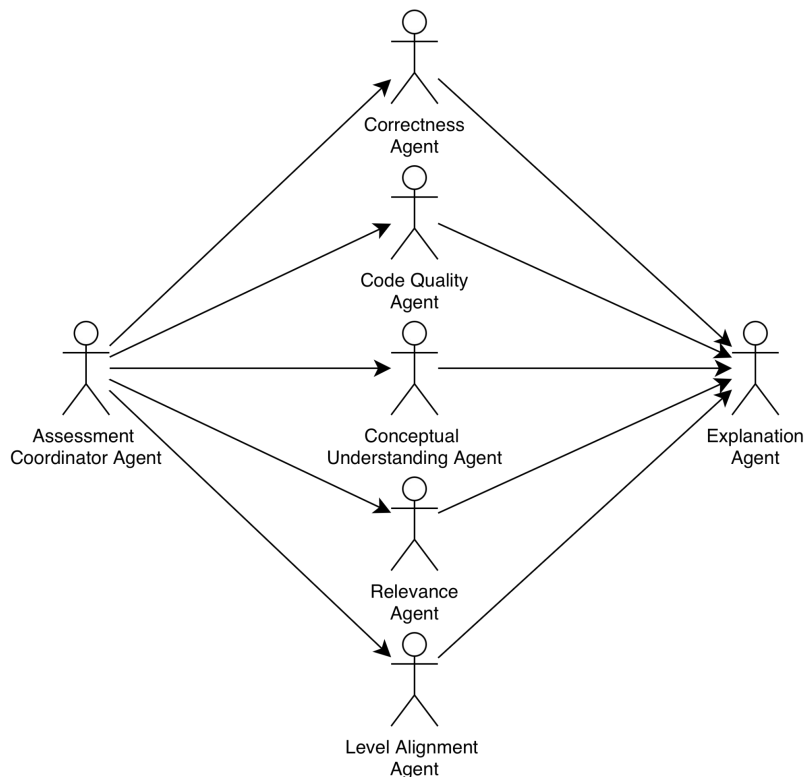 Correctness
Agent
Code Quality
Agent
Assessment
Coordinator Agent
Conceptual
Understanding Agent
Explanation
Agent
Relevance
Agent
Level Alignment
Agent